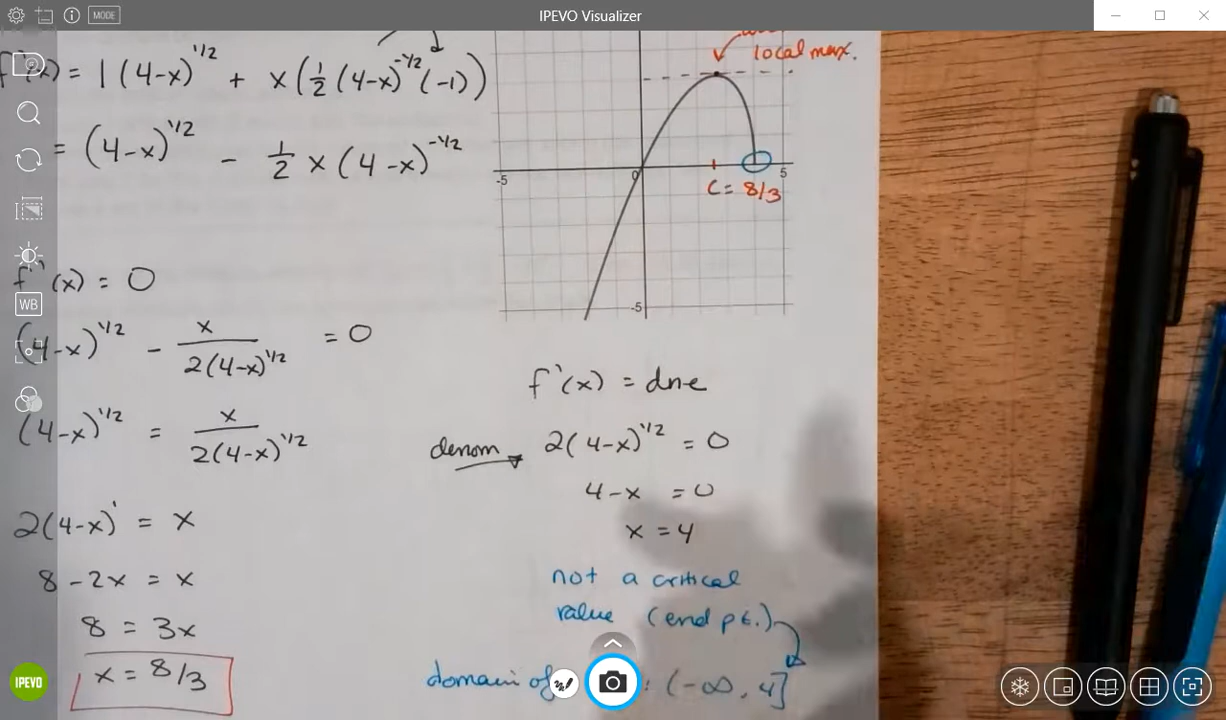 MODE
IPEVO Visualizer
f'(x) = 1(4-x)^1/2 + x(1/2(4-x)^-1/2(-1))
= (4-x)^1/2 - 1/2 x(4-x)^-1/2
f'(x) = 0
(4-x)^1/2 - x/2(4-x)^1/2 = 0
(4-x)^1/2 = x/2(4-x)^1/2
2(4-x)^1 = x
8-2x = x
8 = 3x
x = 8/3
local max.
-5
0
5
C = 8/3
-5
f'(x) = dne
denom → 2(4-x)^1/2 = 0
4-x = 0
x = 4
not a critical
value (end pt.)
domain of : (-∞, 4]
WB
IPEVO